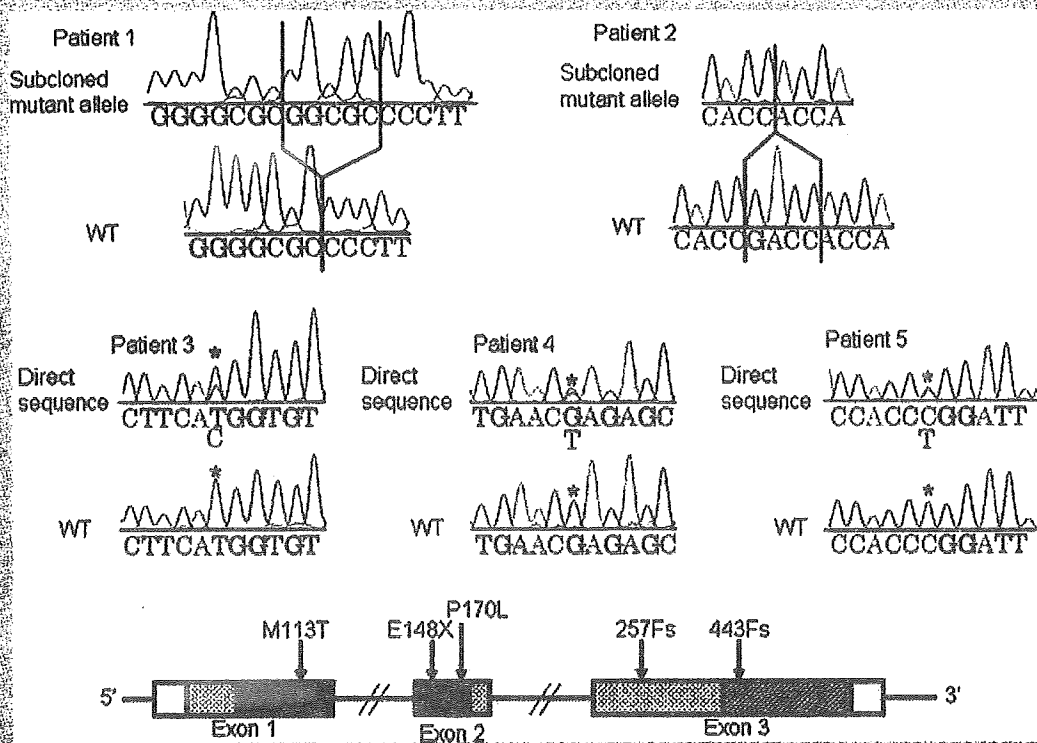 Patient 1
Subcloned mutant allele
GGGGCGCGGCGCCCCTT
WT
GGGGCGCCCCTT
Patient 2
Subcloned mutant allele
CACCACCA
WT
CACCGACCACCA
Patient 3
*
Direct sequence
CTTCATGGTGT
C
*
WT
CTTCATGGTGT
Patient 4
*
Direct sequence
TGAACGAGAGC
T
*
WT
TGAACGAGAGC
Patient 5
*
Direct sequence
CCACCCGGATT
T
*
WT
CCACCCGGATT
M113T
E148X
P170L
257Fs
443Fs
5'
3'
Exon 1
Exon 2
Exon 3